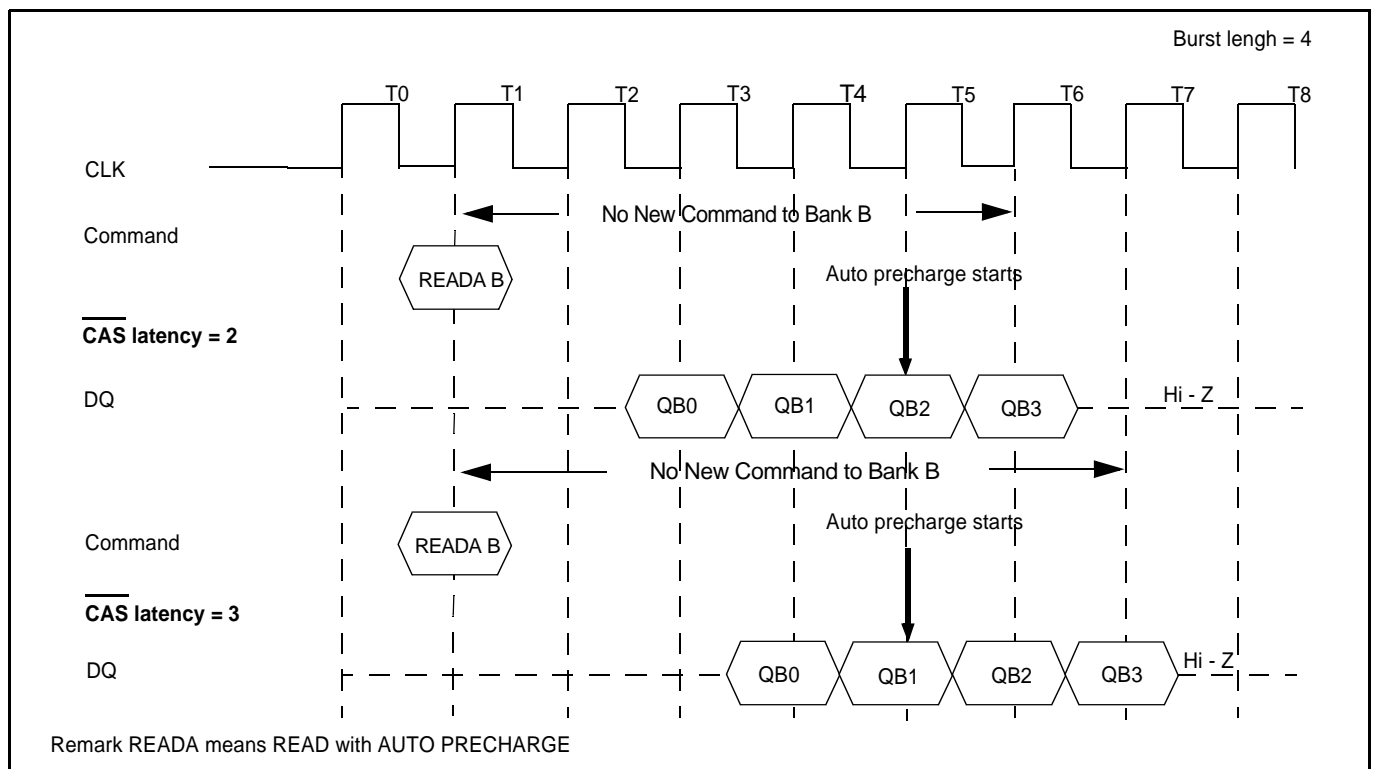 Burst lengh = 4
T0 T1 T2 T3 T4 T5 T6 T7 T8
CLK
No New Command to Bank B
Command
READA B
Auto precharge starts
CAS latency = 2
DQ
QB0 QB1 QB2 QB3 Hi - Z
No New Command to Bank B
Auto precharge starts
Command
READA B
CAS latency = 3
DQ
QB0 QB1 QB2 QB3 Hi - Z
Remark READA means READ with AUTO PRECHARGE